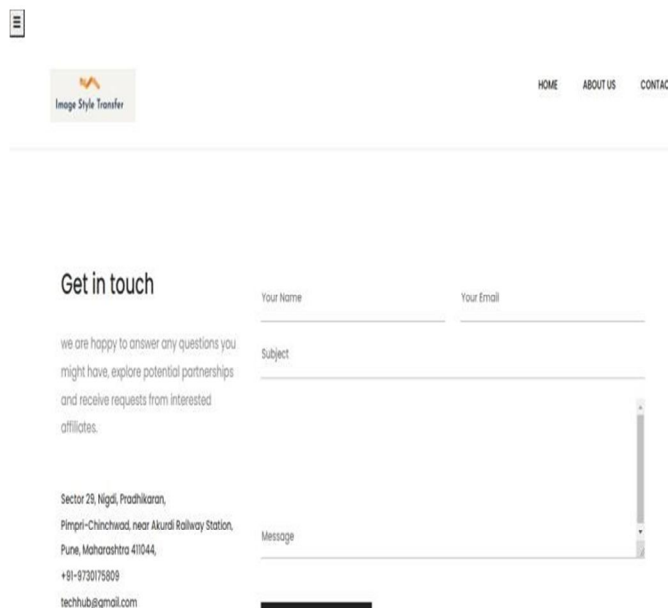 Image Style Transfer
HOME ABOUT US CONTAC
Get in touch
we are happy to answer any questions you
might have, explore potential partnerships
and receive requests from interested
affiliates.
Sector 29, Nigdi, Pradhikaran,
Pimpri-Chinchwad, near Akurdi Railway Station,
Pune, Maharashtra 411044,
+91-9730175809
techhub@gmail.com
Your Name Your Email
Subject
Message